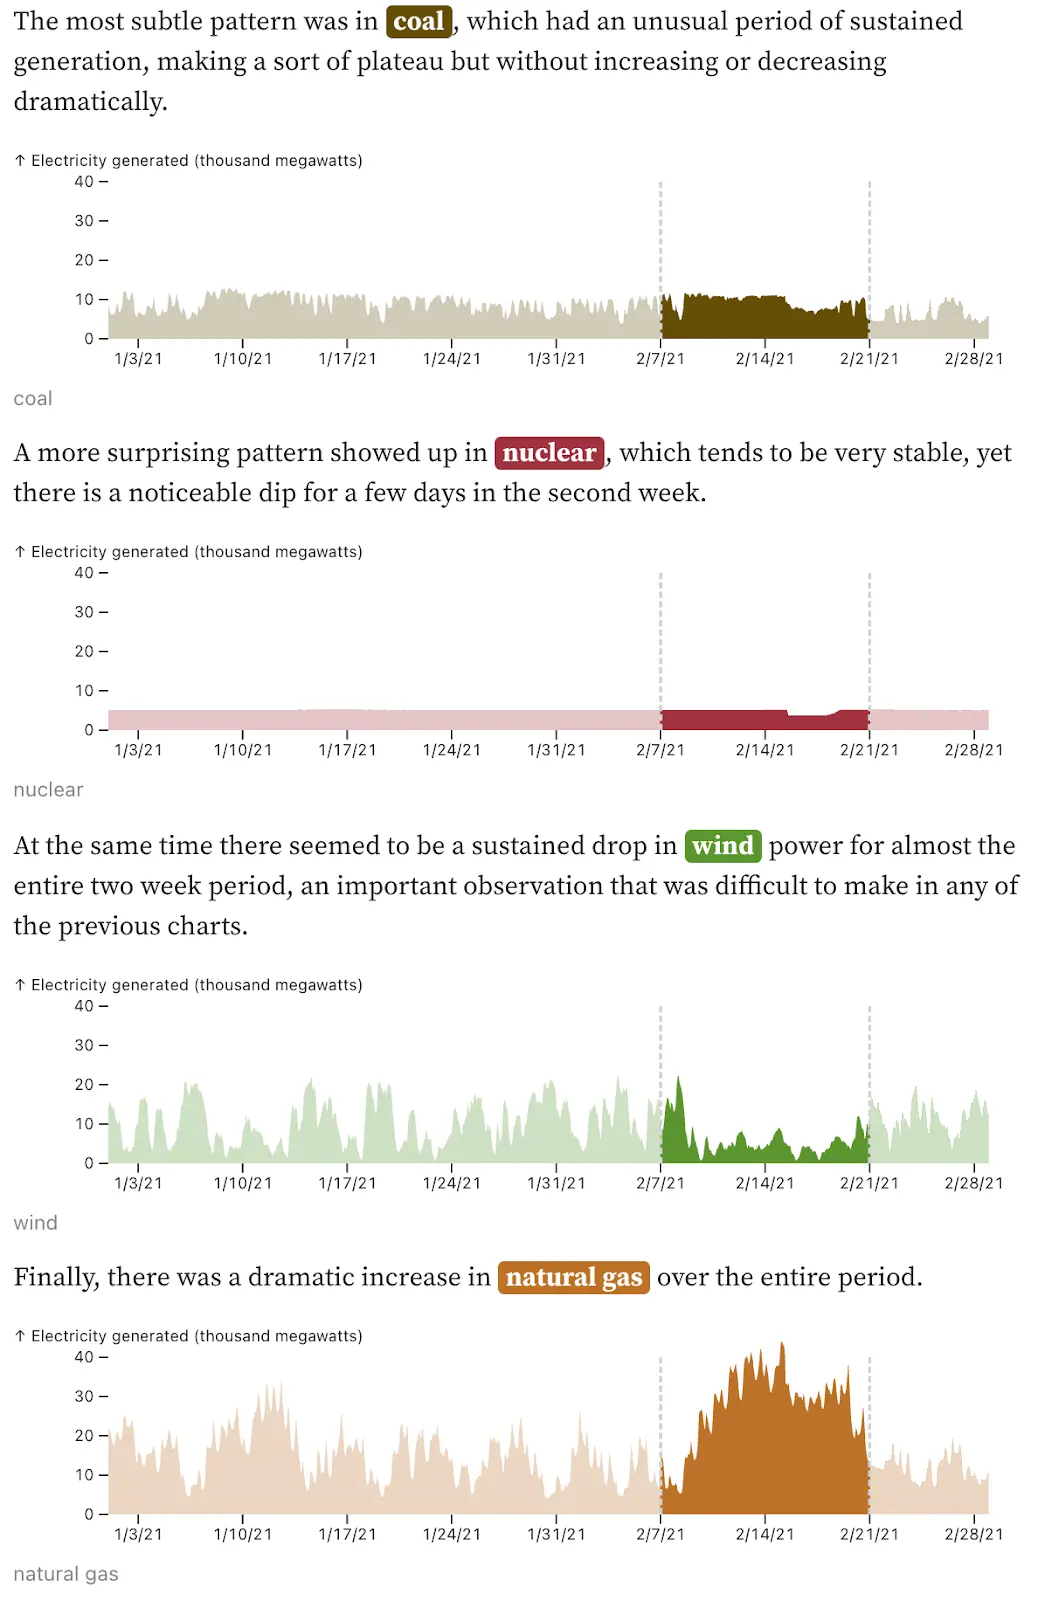 The most subtle pattern was in coal, which had an unusual period of sustained
generation, making a sort of plateau but without increasing or decreasing
dramatically.
↑ Electricity generated (thousand megawatts)
40
30
20
10
0
1/3/21 1/10/21 1/17/21 1/24/21 1/31/21 2/7/21 2/14/21 2/21/21 2/28/21
coal
A more surprising pattern showed up in nuclear, which tends to be very stable, yet
there is a noticeable dip for a few days in the second week.
↑ Electricity generated (thousand megawatts)
40
30
20
10
0
1/3/21 1/10/21 1/17/21 1/24/21 1/31/21 2/7/21 2/14/21 2/21/21 2/28/21
nuclear
At the same time there seemed to be a sustained drop in wind power for almost the
entire two week period, an important observation that was difficult to make in any of
the previous charts.
↑ Electricity generated (thousand megawatts)
40
30
20
10
0
1/3/21 1/10/21 1/17/21 1/24/21 1/31/21 2/7/21 2/14/21 2/21/21 2/28/21
wind
Finally, there was a dramatic increase in natural gas over the entire period.
↑ Electricity generated (thousand megawatts)
40
30
20
10
0
1/3/21 1/10/21 1/17/21 1/24/21 1/31/21 2/7/21 2/14/21 2/21/21 2/28/21
natural gas